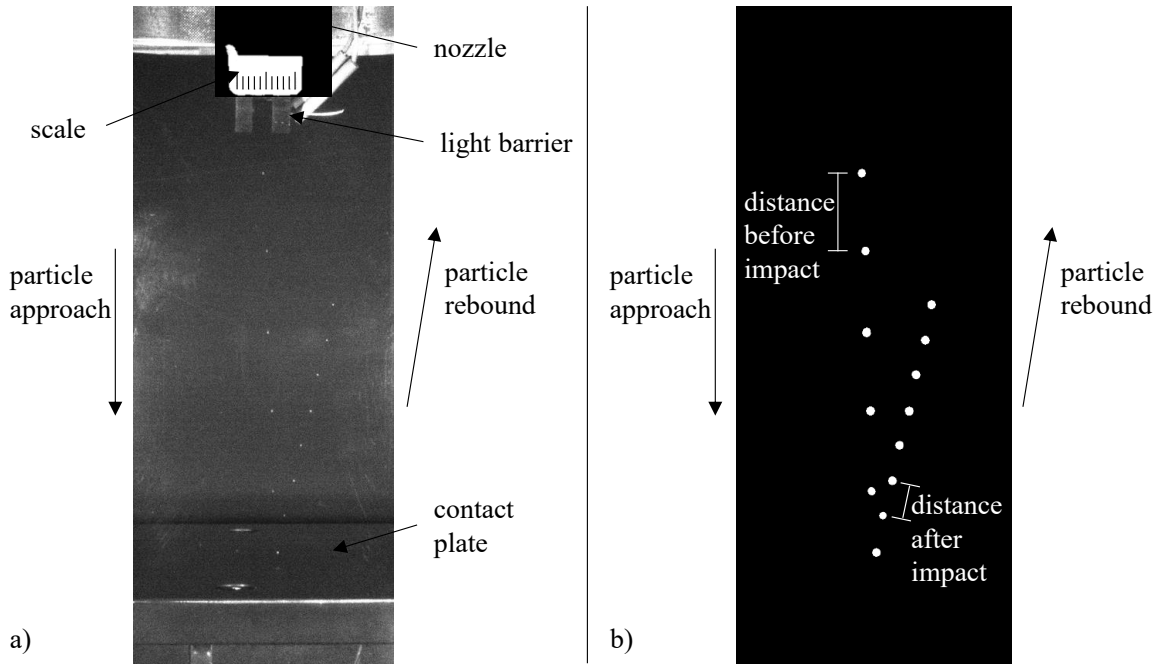 nozzle
scale
light barrier
particle
approach
particle
rebound
contact
plate
a)
distance
before
impact
particle
approach
particle
rebound
distance
after
impact
b)